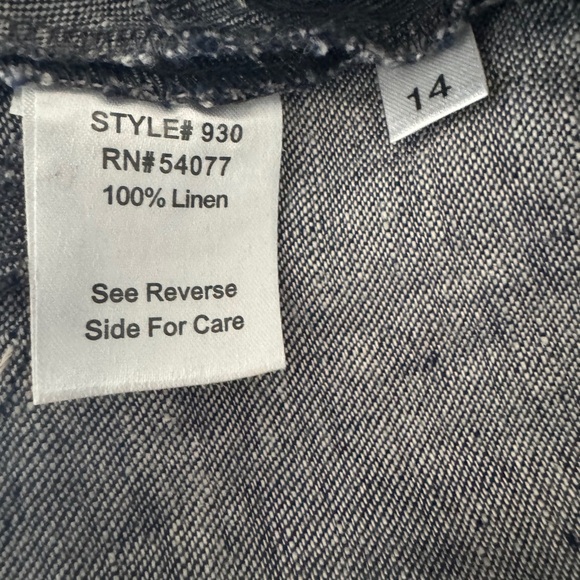 STYLE# 930
RN# 54077
100% Linen
See Reverse
Side For Care
14